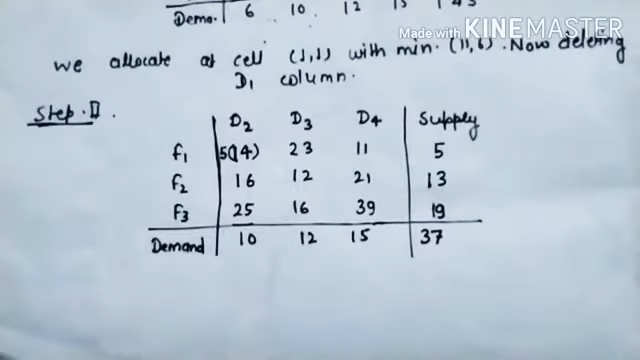 Demo. 6 10 12 15 43
Made with KINEMASTER
we allocate at cell (1,1) with min. (11,6). Now deleting
D1 column.
Step.II.
D2 D3 D4 Supply
F1 5(14) 23 11 5
F2 16 12 21 13
F3 25 16 39 19
Demand 10 12 15 37